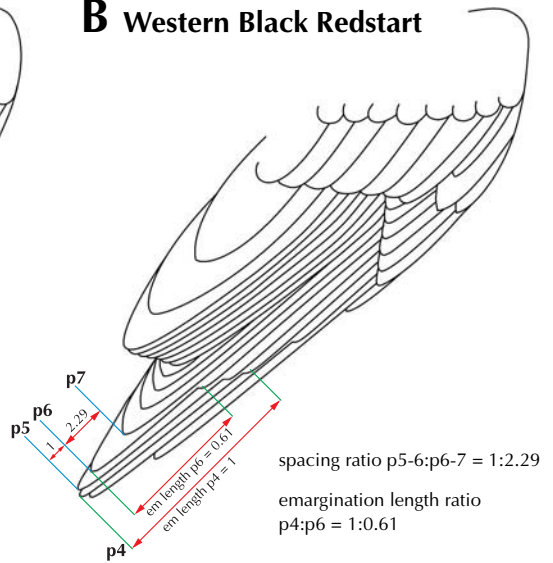 B Western Black Redstart
p7
p6
p5
2.29
1
em length p6 = 0.61
em length p4 = 1
p4
spacing ratio p5-6:p6-7 = 1:2.29
emargination length ratio
p4:p6 = 1:0.61